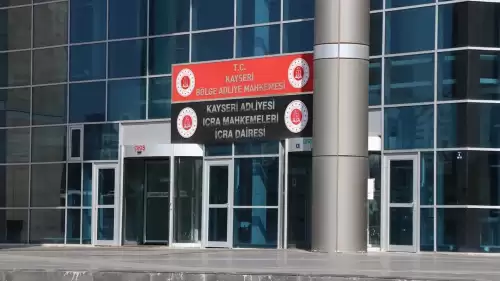 T.C.
KAYSERİ
BÖLGE ADLİYE MAHKEMESİ
KAYSERİ ADLİYESİ
İCRA MAHKEMELERİ
İCRA DAİRESİ